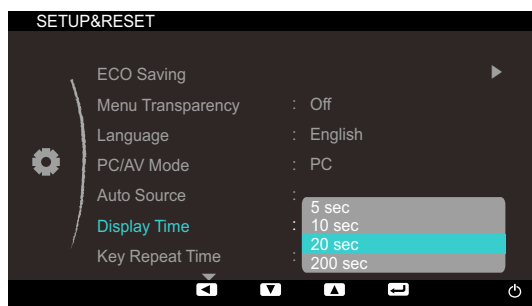 SETUP&RESET
ECO Saving
Menu Transparency : Off
Language : English
PC/AV Mode : PC
Auto Source :
Display Time :
Key Repeat Time :
5 sec
10 sec
20 sec
200 sec